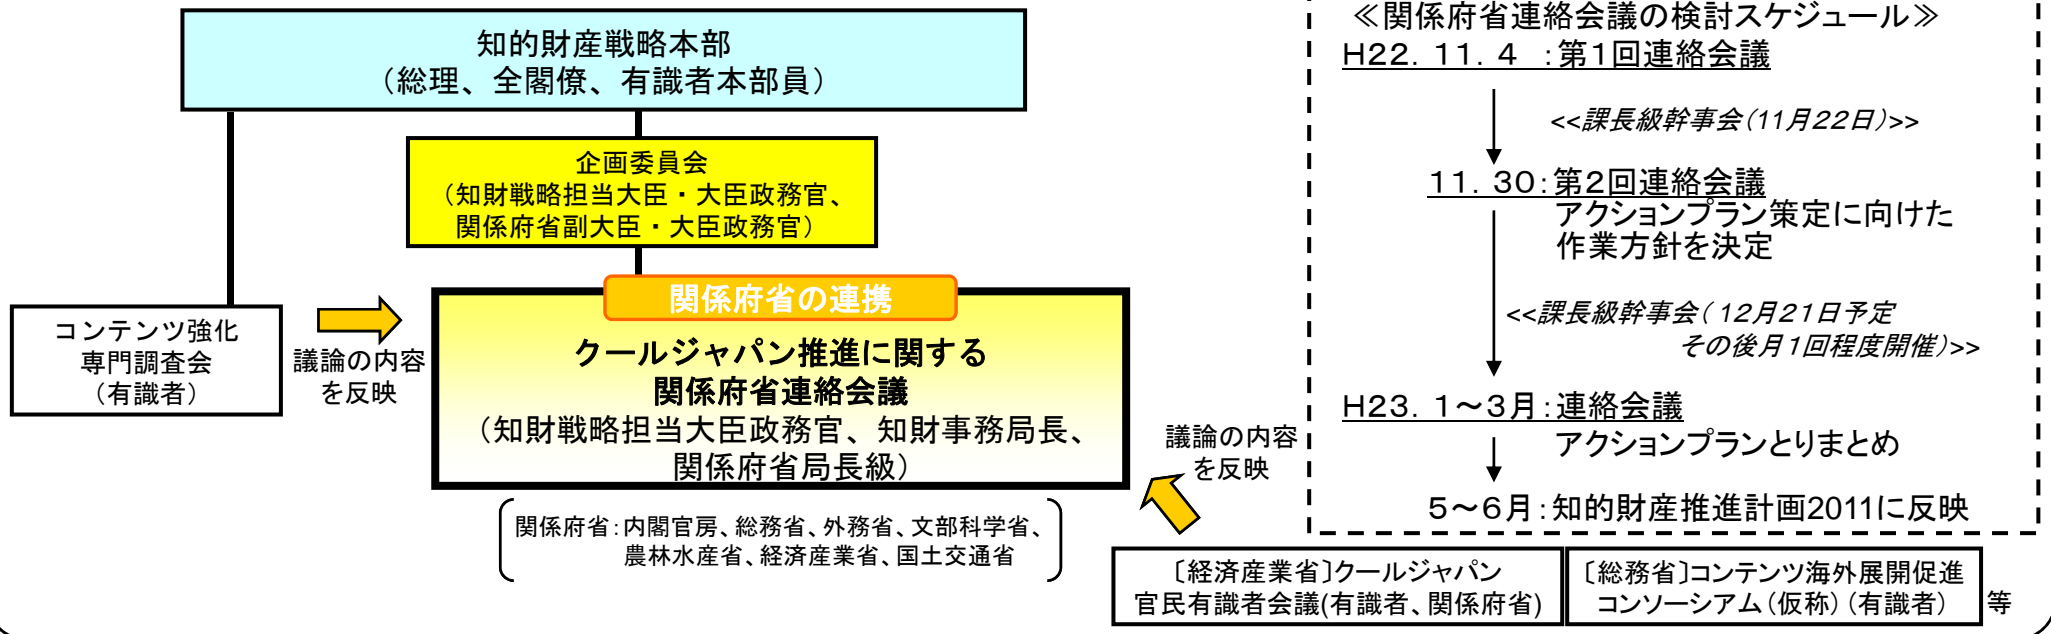 知的財産戦略本部
（総理、全閣僚、有識者本部員）
企画委員会
（知財戦略担当大臣・大臣政務官、
関係府省副大臣・大臣政務官）
関係府省の連携
クールジャパン推進に関する
関係府省連絡会議
（知財戦略担当大臣政務官、知財事務局長、
関係府省局長級）
コンテンツ強化
専門調査会
（有識者）
議論の内容
を反映
関係府省：内閣官房、総務省、外務省、文部科学省、
農林水産省、経済産業省、国土交通省
議論の内容
を反映
〔経済産業省〕クールジャパン
官民有識者会議(有識者、関係府省)
〔総務省〕コンテンツ海外展開促進
コンソーシアム（仮称）（有識者）
等
≪関係府省連絡会議の検討スケジュール≫
H22．11．4　：第1回連絡会議
<<課長級幹事会（11月22日）>>
11．30：第2回連絡会議
アクションプラン策定に向けた
作業方針を決定
<<課長級幹事会（12月21日予定
その後月1回程度開催）>>
H23．1～3月：連絡会議
アクションプランとりまとめ
5～6月：知的財産推進計画2011に反映